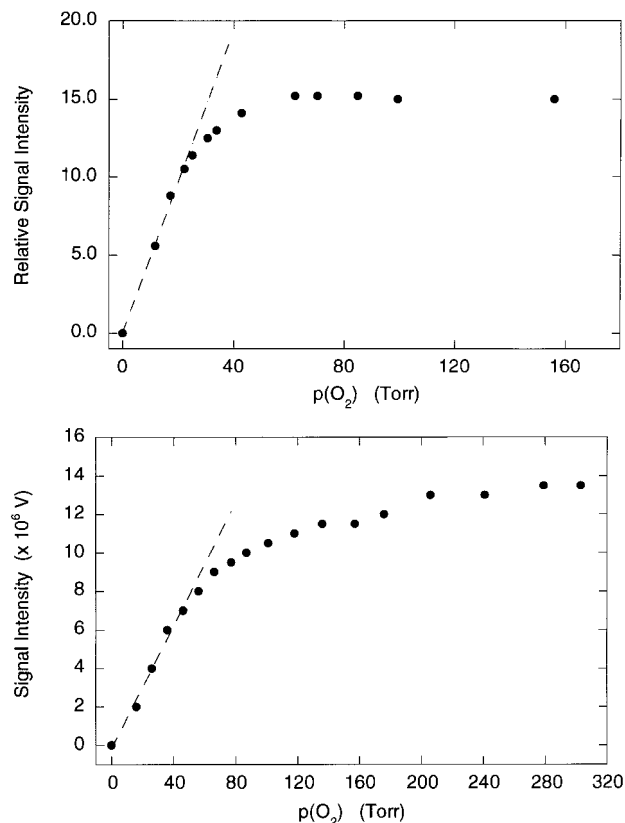 20.0
15.0
10.0
5.0
0.0
Relative Signal Intensity
0 40 80 120 160
p(O₂) (Torr)
16
14
12
10
8
6
4
2
0
Signal Intensity (x 10⁶ V)
0 40 80 120 160 200 240 280 320
p(O₂) (Torr)